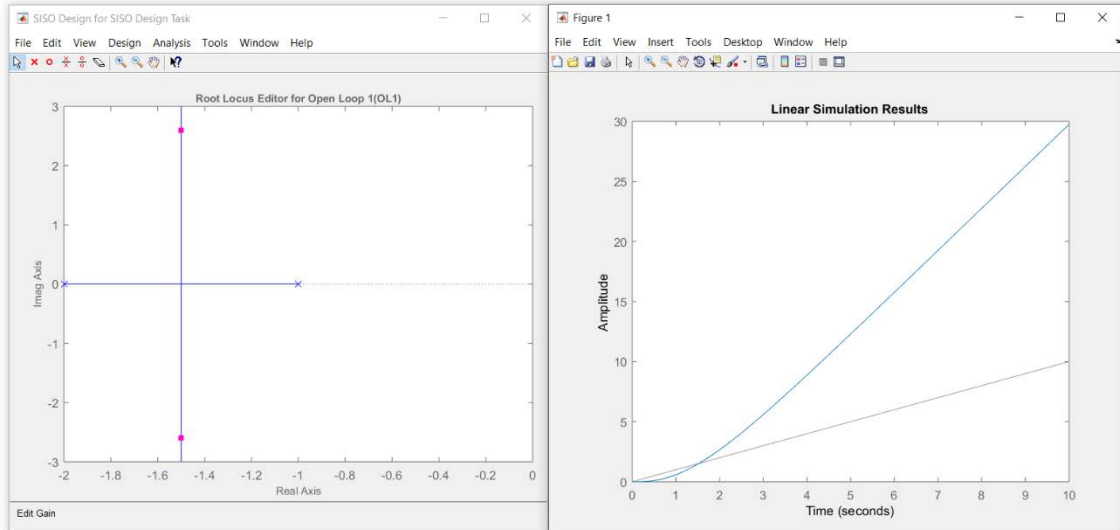 SISO Design for SISO Design Task
File Edit View Design Analysis Tools Window Help
Root Locus Editor for Open Loop 1(OL1)
3
2
1
0
-1
-2
-3
Imag Axis
-2 -1.8 -1.6 -1.4 -1.2 -1 -0.8 -0.6 -0.4 -0.2 0
Real Axis
Edit Gain
Figure 1
File Edit View Insert Tools Desktop Window Help
Linear Simulation Results
30
25
20
15
10
5
0
Amplitude
0 1 2 3 4 5 6 7 8 9 10
Time (seconds)